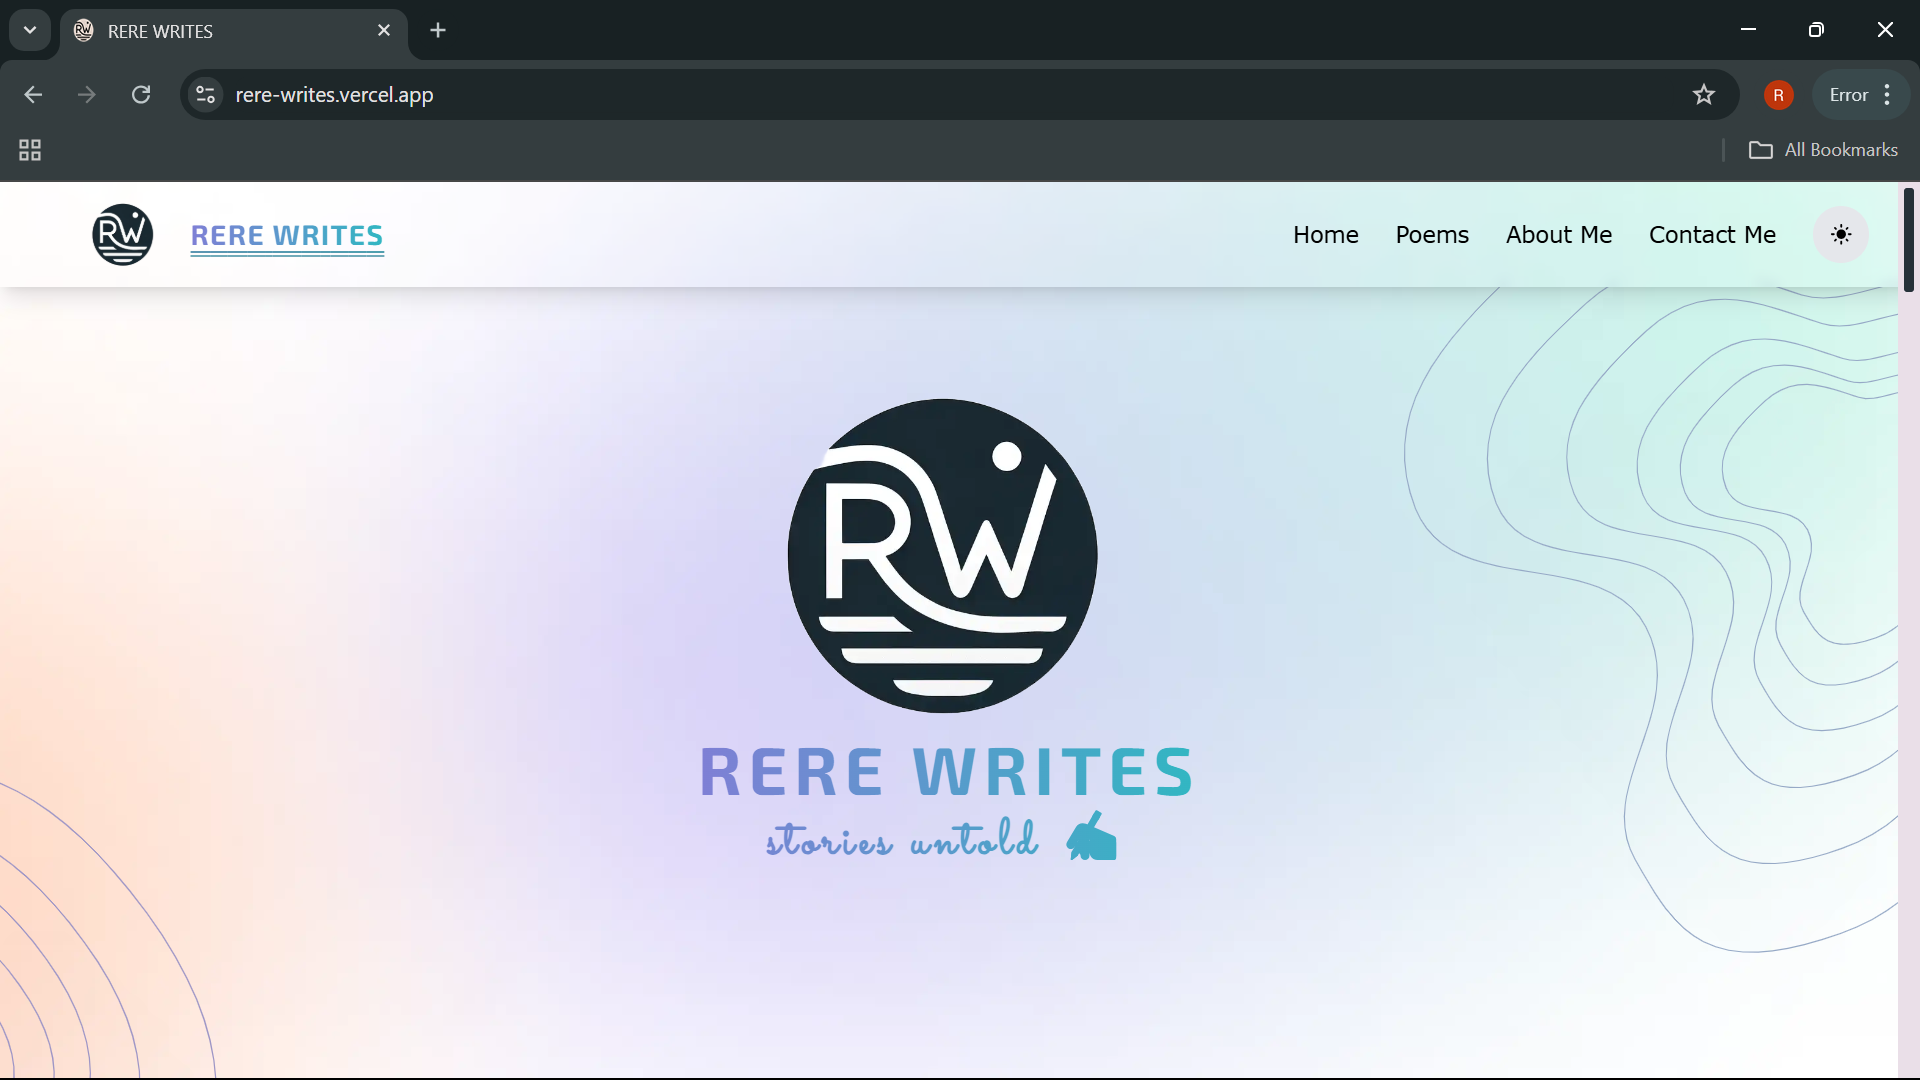 RERE WRITES
rere-writes.vercel.app
R
Error
All Bookmarks
RW
RERE WRITES
Home
Poems
About Me
Contact Me
RW
RERE WRITES
stories untold